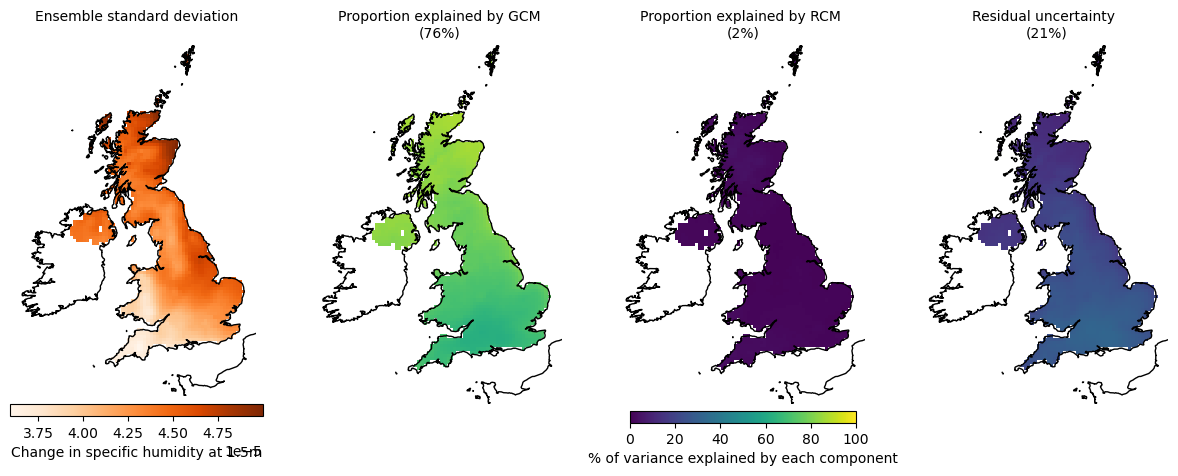 Ensemble standard deviation
Proportion explained by GCM
(76%)
Proportion explained by RCM
(2%)
Residual uncertainty
(21%)
3.75 4.00 4.25 4.50 4.75
1e−5
Change in specific humidity at 1.5m
0 20 40 60 80 100
% of variance explained by each component